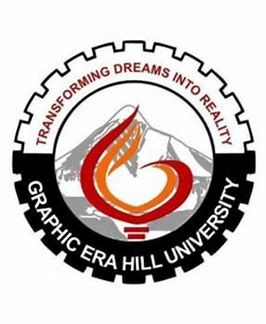 TRANSFORMING DREAMS INTO REALITY
GRAPHIC ERA HILL UNIVERSITY